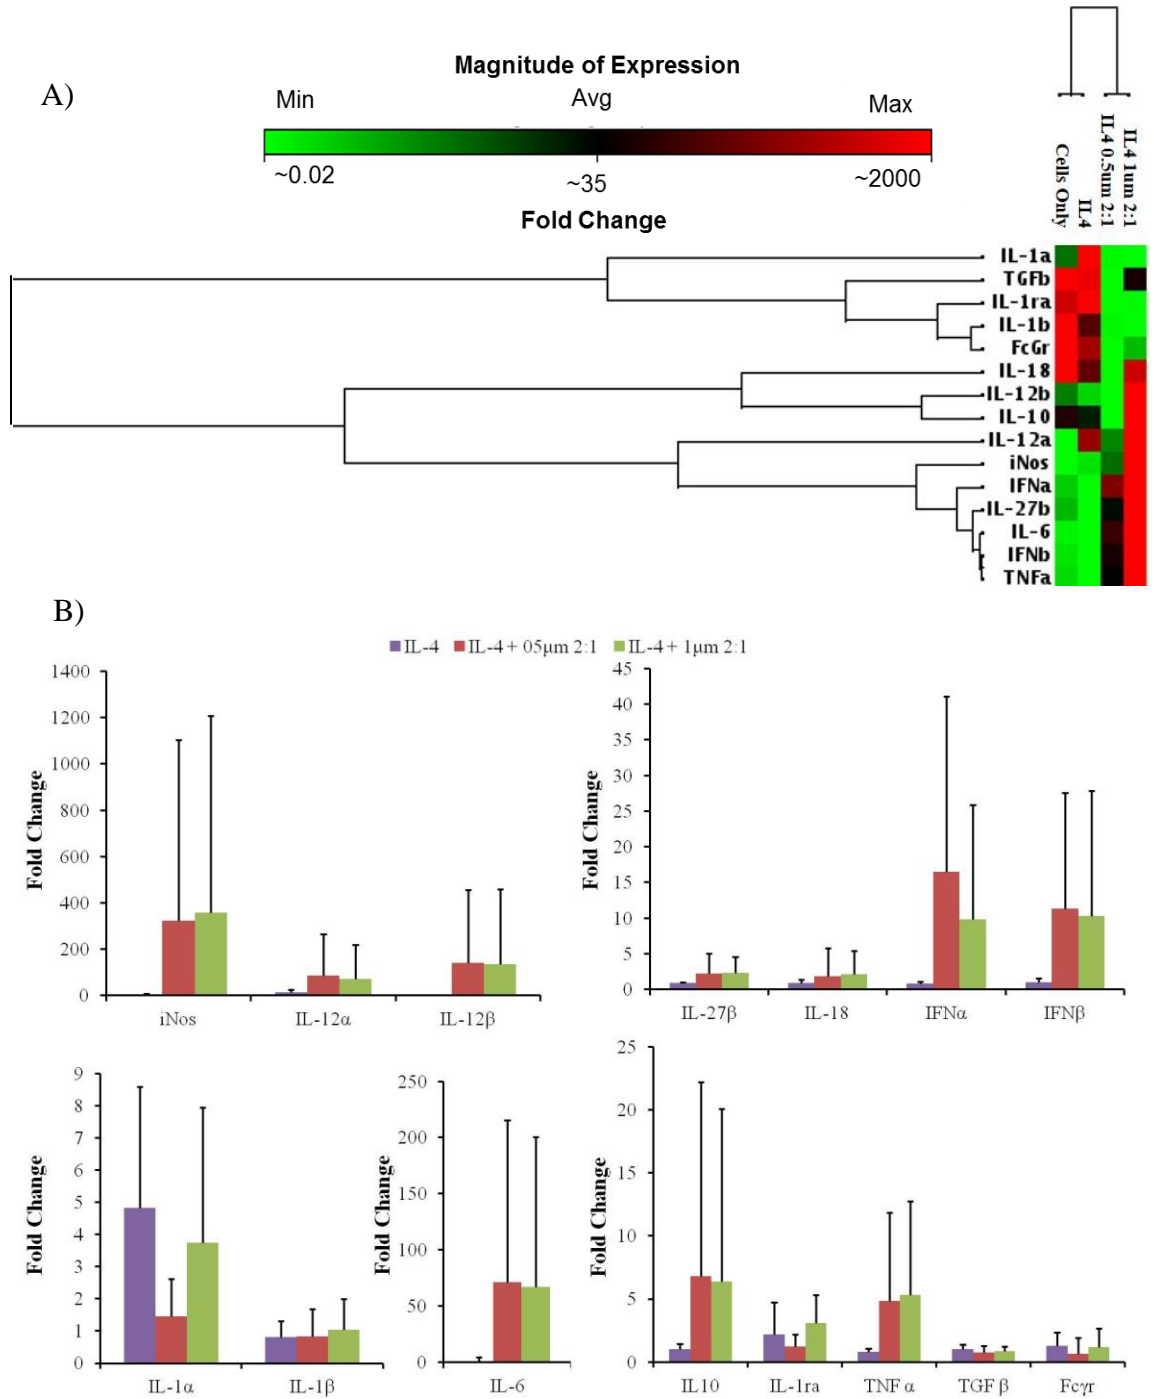 A)
Magnitude of Expression
Min Avg Max
~0.02 ~35 ~2000
Fold Change
Cells Only
IL4
IL4 0.5um 2:1
IL4 1um 2:1
IL-1a
TGFb
IL-1ra
IL-1b
FcGr
IL-18
IL-12b
IL-10
IL-12a
iNos
IFNa
IL-27b
IL-6
IFNb
TNFa
B)
IL-4 IL-4 + 05µm 2:1 IL-4 + 1µm 2:1
Fold Change
1400
1200
1000
800
600
400
200
0
iNos IL-12α IL-12β
Fold Change
45
40
35
30
25
20
15
10
5
0
IL-27β IL-18 IFNα IFNβ
Fold Change
9
8
7
6
5
4
3
2
1
0
IL-1α IL-1β
Fold Change
250
200
150
100
50
0
IL-6
Fold Change
25
20
15
10
5
0
IL10 IL-1ra TNF α TGF β Fcγr